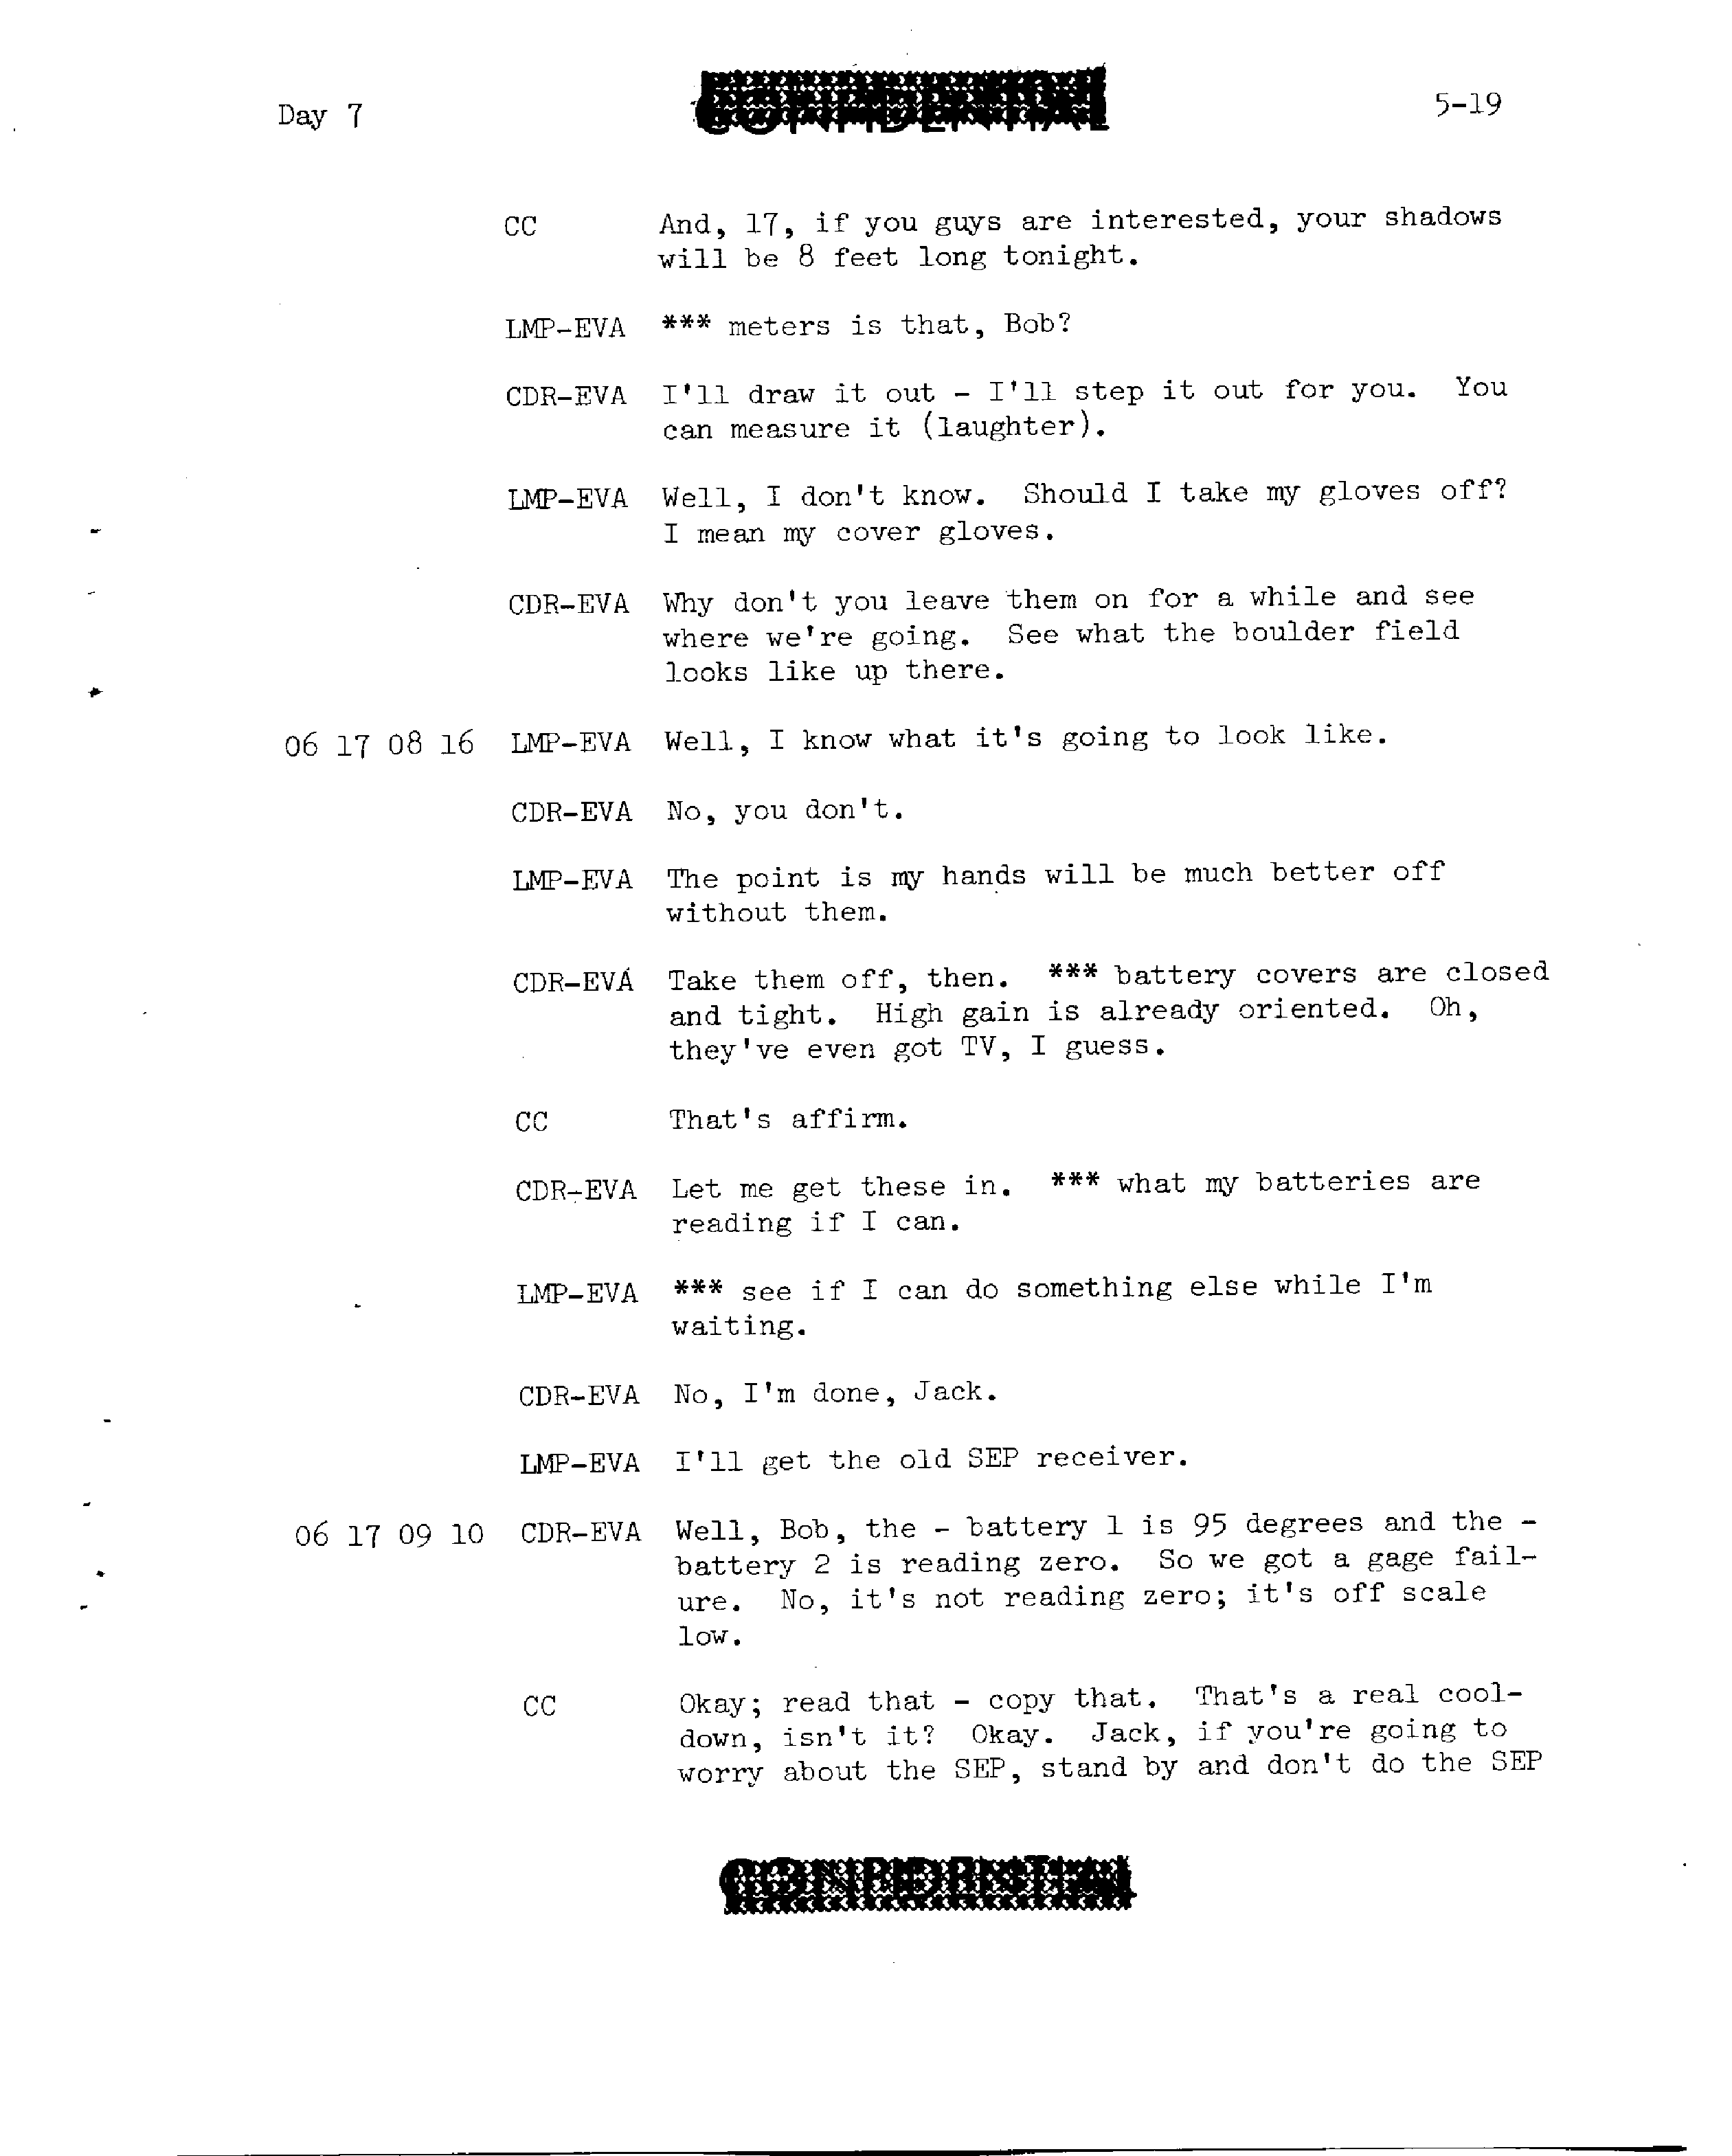 Day 7
CONFIDENTIAL
5-19
CC And, 17, if you guys are interested, your shadows
will be 8 feet long tonight.
LMP-EVA *** meters is that, Bob?
CDR-EVA I'll draw it out - I'll step it out for you. You
can measure it (laughter).
LMP-EVA Well, I don't know. Should I take my gloves off?
I mean my cover gloves.
CDR-EVA Why don't you leave them on for a while and see
where we're going. See what the boulder field
looks like up there.
06 17 08 16 LMP-EVA Well, I know what it's going to look like.
CDR-EVA No, you don't.
LMP-EVA The point is my hands will be much better off
without them.
CDR-EVA Take them off, then. *** battery covers are closed
and tight. High gain is already oriented. Oh,
they've even got TV, I guess.
CC That's affirm.
CDR-EVA Let me get these in. *** what my batteries are
reading if I can.
LMP-EVA *** see if I can do something else while I'm
waiting.
CDR-EVA No, I'm done, Jack.
LMP-EVA I'll get the old SEP receiver.
06 17 09 10 CDR-EVA Well, Bob, the - battery 1 is 95 degrees and the -
battery 2 is reading zero. So we got a gage fail-
ure. No, it's not reading zero; it's off scale
low.
CC Okay; read that - copy that. That's a real cool-
down, isn't it? Okay. Jack, if you're going to
worry about the SEP, stand by and don't do the SEP
CONFIDENTIAL